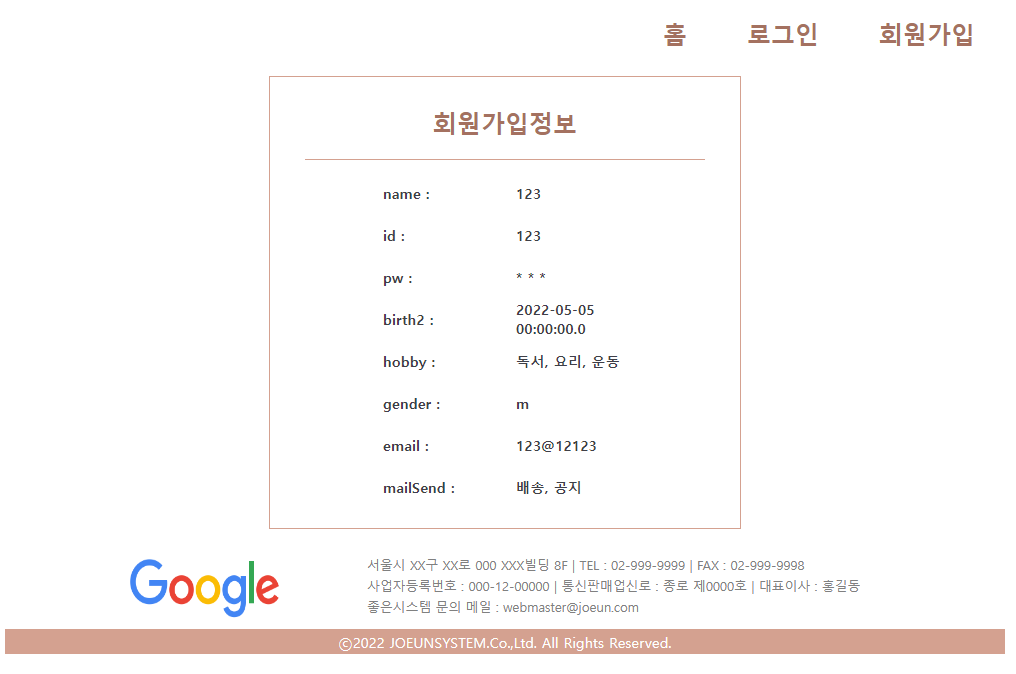 홈 로그인 회원가입
회원가입정보
name : 123
id : 123
pw : * * *
birth2 : 2022-05-05
00:00:00.0
hobby : 독서, 요리, 운동
gender : m
email : 123@12123
mailSend : 배송, 공지
Google
서울시 XX구 XX로 000 XXX빌딩 8F | TEL : 02-999-9999 | FAX : 02-999-9998
사업자등록번호 : 000-12-00000 | 통신판매업신로 : 종로 제0000호 | 대표이사 : 홍길동
좋은시스템 문의 메일 : webmaster@joeun.com
©2022 JOEUNSYSTEM.Co.,Ltd. All Rights Reserved.